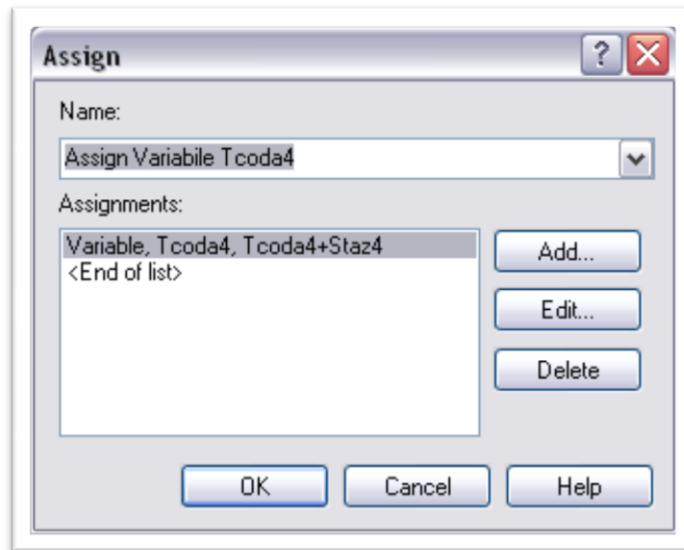 Assign
Name:
Assign Variabile Tcoda4
Assignments:
Variable, Tcoda4, Tcoda4+Staz4
<End of list>
Add...
Edit...
Delete
OK
Cancel
Help